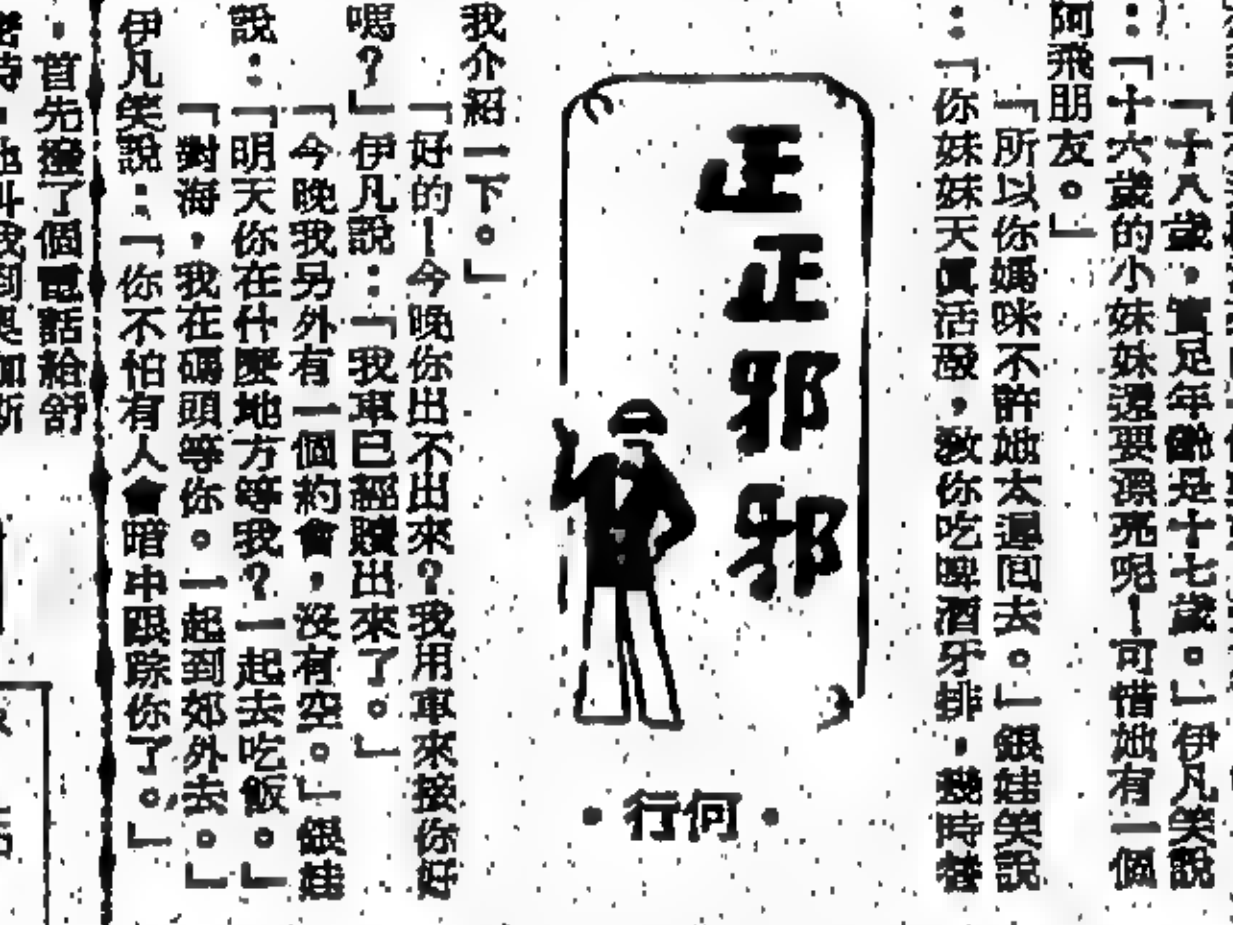 「十八歲，實足年齡是十七歲。」伊凡笑說
：「十六歲的小妹妹還要漂亮呢！可惜她有一個
阿飛朋友。」
「所以你媽咪不許她太遲回去。」銀娃笑說
：「你妹妹天眞活潑，敎你吃啤酒牙排，幾時替
正正邪邪
•行何•
我介紹一下。」
「好的！今晚你出不出來？我用車來接你好
嗎？」伊凡說：「我車已經贖出來了。」
「今晚我另外有一個約會，沒有空。」銀娃
說：「明天你在什麼地方等我？一起去吃飯。」
「對海，我在碼頭等你。一起到郊外去。」
伊凡笑說：「你不怕有人會暗中跟踪你了。」
，首先撥了個電話給舒